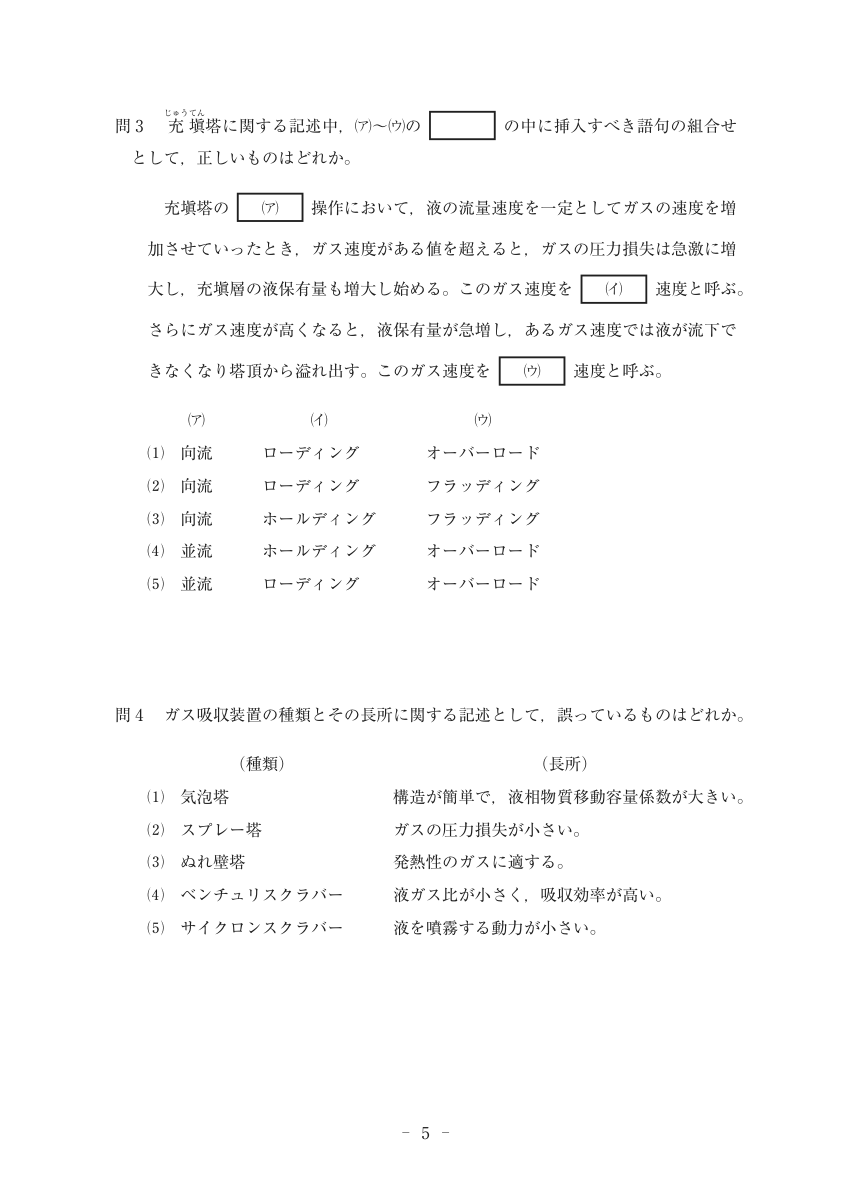 じゅうてん
問3　充塡塔に関する記述中，㋐～㋒の　　　の中に挿入すべき語句の組合せ
として，正しいものはどれか。
充塡塔の　(ア)　操作において，液の流量速度を一定としてガスの速度を増
加させていったとき，ガス速度がある値を超えると，ガスの圧力損失は急激に増
大し，充塡層の液保有量も増大し始める。このガス速度を　(イ)　速度と呼ぶ。
さらにガス速度が高くなると，液保有量が急増し，あるガス速度では液が流下で
きなくなり塔頂から溢れ出す。このガス速度を　(ウ)　速度と呼ぶ。
(ア)　(イ)　(ウ)
(1)　向流　ローディング　オーバーロード
(2)　向流　ローディング　フラッディング
(3)　向流　ホールディング　フラッディング
(4)　並流　ホールディング　オーバーロード
(5)　並流　ローディング　オーバーロード
問4　ガス吸収装置の種類とその長所に関する記述として，誤っているものはどれか。
（種類）　（長所）
(1)　気泡塔　構造が簡単で，液相物質移動容量係数が大きい。
(2)　スプレー塔　ガスの圧力損失が小さい。
(3)　ぬれ壁塔　発熱性のガスに適する。
(4)　ベンチュリスクラバー　液ガス比が小さく，吸収効率が高い。
(5)　サイクロンスクラバー　液を噴霧する動力が小さい。
- 5 -